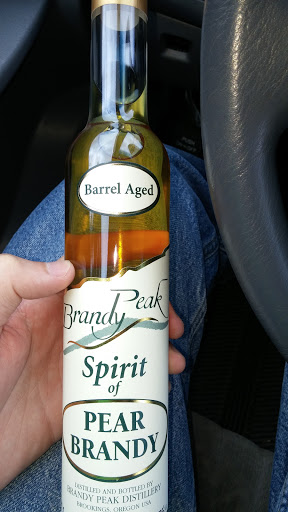 Barrel Aged
Brandy Peak
Spirit
of
PEAR
BRANDY
DISTILLED AND BOTTLED BY
BRANDY PEAK DISTILLERY
BROOKINGS, OREGON USA